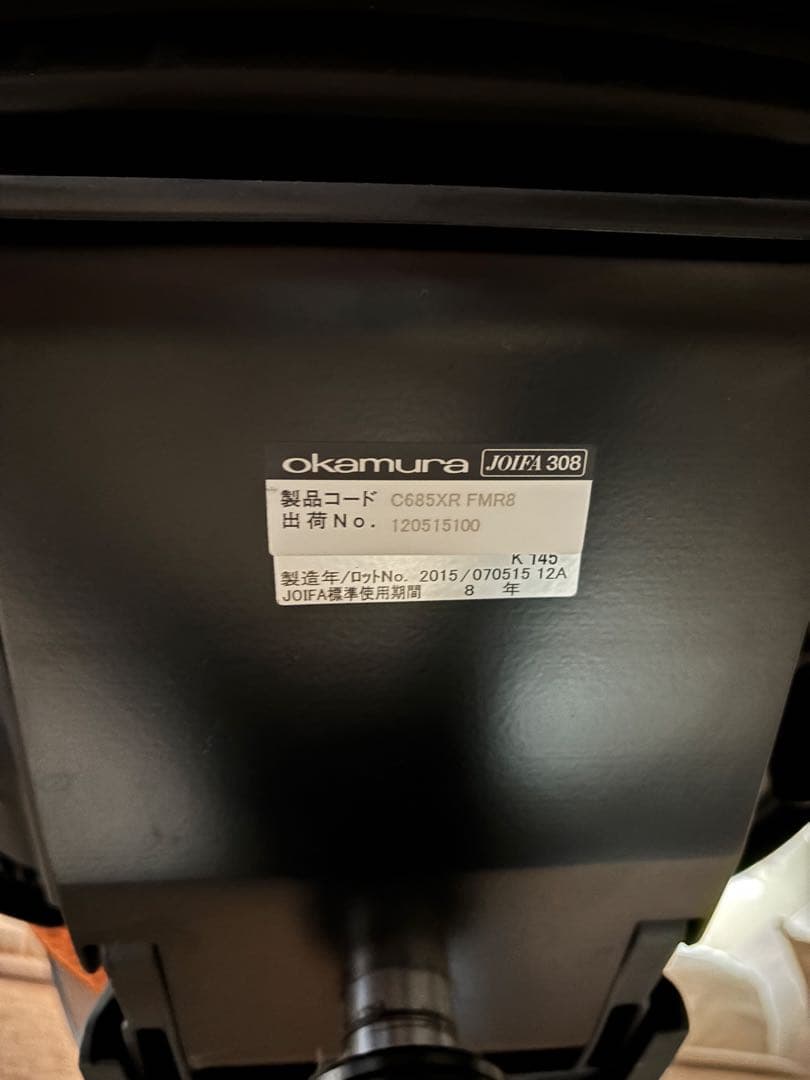 okamura JOIFA 308
製品コード C685XR FMR8
出荷No. 120515100
K 145
製造年/ロットNo. 2015/070515 12A
JOIFA標準使用期間 8 年